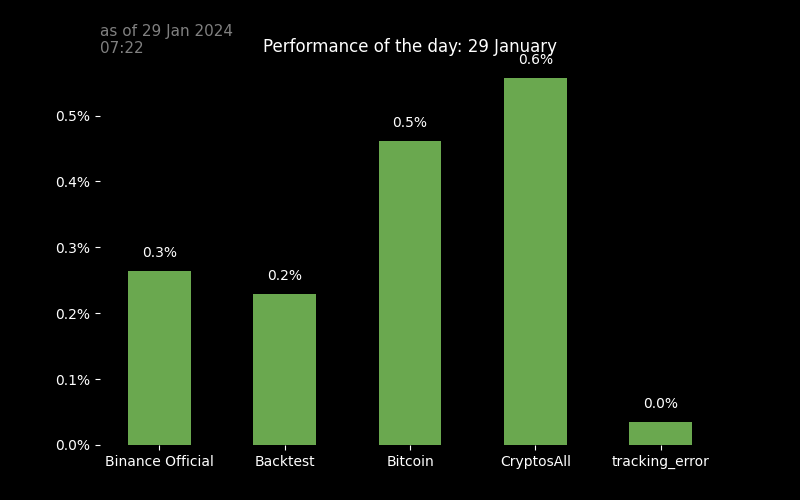 as of 29 Jan 2024
07:22
Performance of the day: 29 January
0.6%
0.5%
0.5%
0.4%
0.3%
0.3%
0.2%
0.2%
0.1%
0.0%
0.0%
Binance Official
Backtest
Bitcoin
CryptosAll
tracking_error